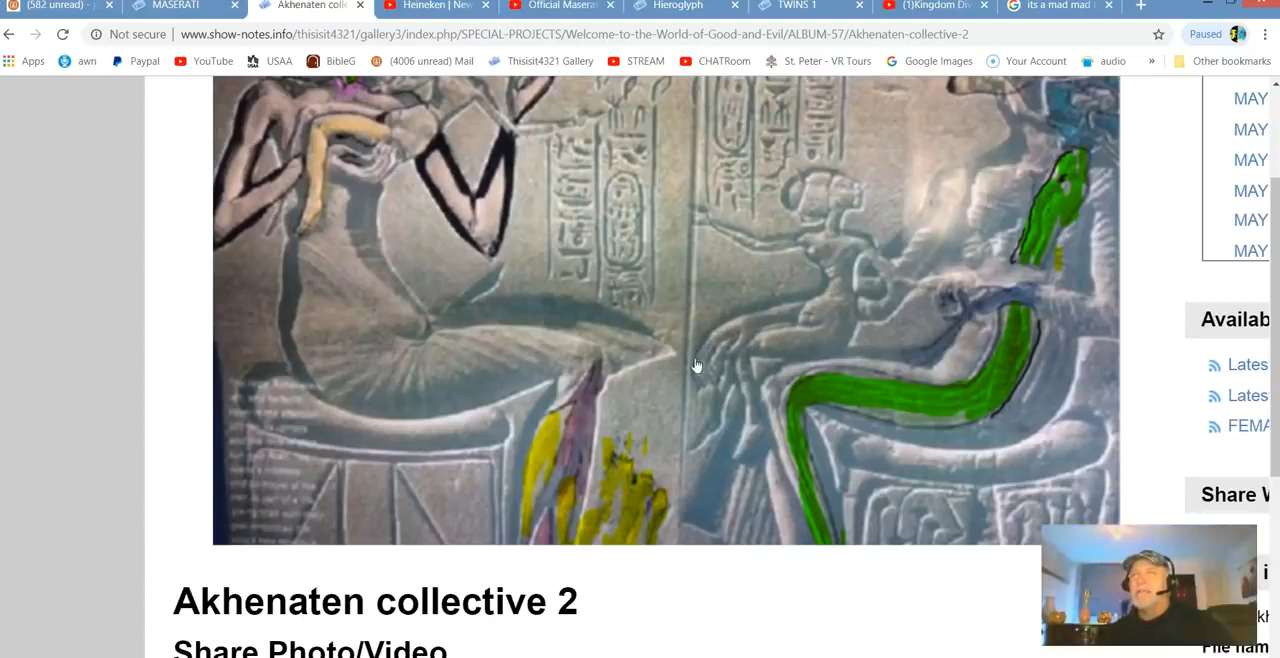 (582 unread) - j
MASERATI
Akhenaten colle
Heineken | New
Official Masera
Hieroglyph
TWINS 1
(1)Kingdom Div
its a mad mad
Not secure | www.show-notes.info/thisisit4321/gallery3/index.php/SPECIAL-PROJECTS/Welcome-to-the-World-of-Good-and-Evil/ALBUM-57/Akhenaten-collective-2
Paused
Apps awn Paypal YouTube USAA BibleG (4006 unread) Mail Thisisit4321 Gallery STREAM CHATRoom St. Peter - VR Tours Google Images Your Account audio » Other bookmarks
MAY
MAY
MAY
MAY
MAY
MAY
Availab
Lates
Lates
FEMA
Share W
Akhenaten collective 2
Share Photo/Video
File nam